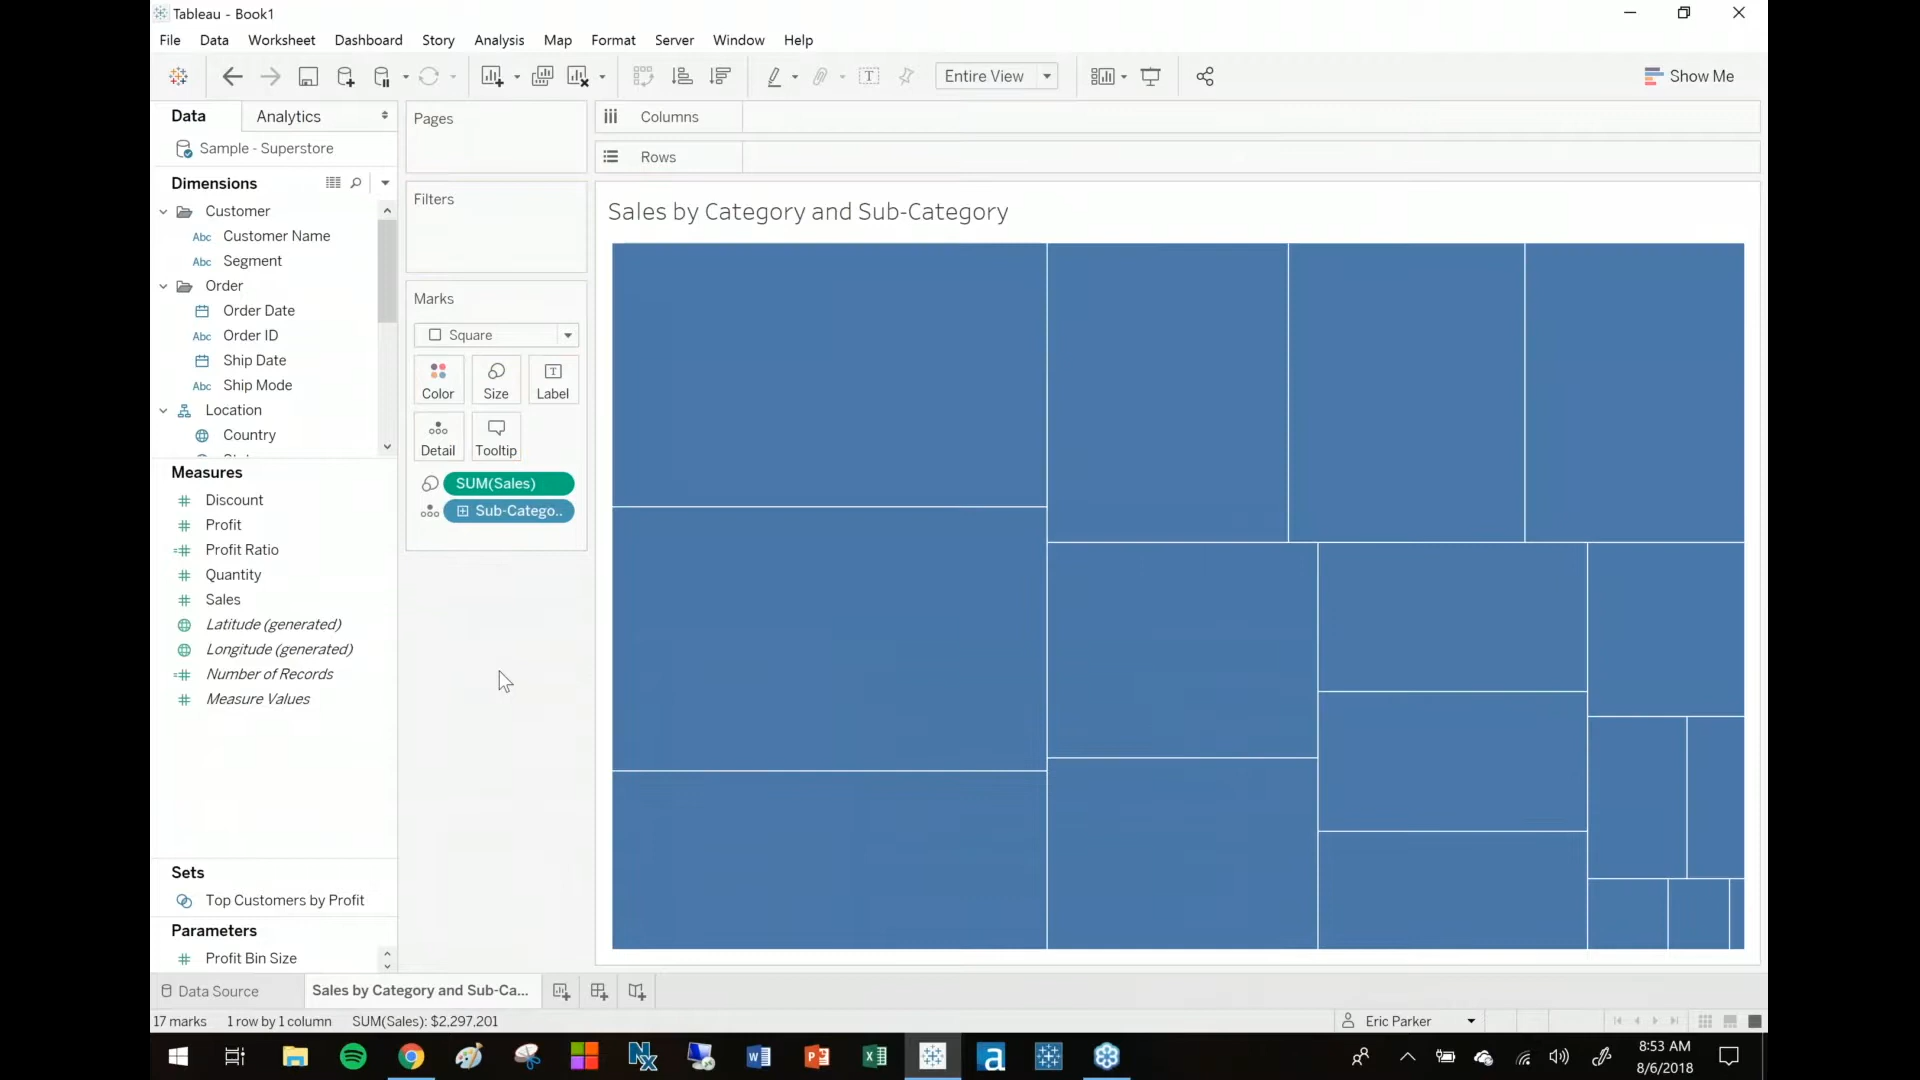 Tableau - Book1
File Data Worksheet Dashboard Story Analysis Map Format Server Window Help
Entire View
Show Me
Data
Analytics
Sample - Superstore
Dimensions
Customer
Abc Customer Name
Abc Segment
Order
Order Date
Abc Order ID
Ship Date
Abc Ship Mode
Location
Country
Measures
Discount
Profit
Profit Ratio
Quantity
Sales
Latitude (generated)
Longitude (generated)
Number of Records
Measure Values
Sets
Top Customers by Profit
Parameters
Profit Bin Size
Pages
Filters
Marks
Square
Color Size Label
Detail Tooltip
SUM(Sales)
Sub-Catego..
Columns
Rows
Sales by Category and Sub-Category
Data Source
Sales by Category and Sub-Ca...
17 marks 1 row by 1 column SUM(Sales): $2,297,201
Eric Parker
8:53 AM
8/6/2018